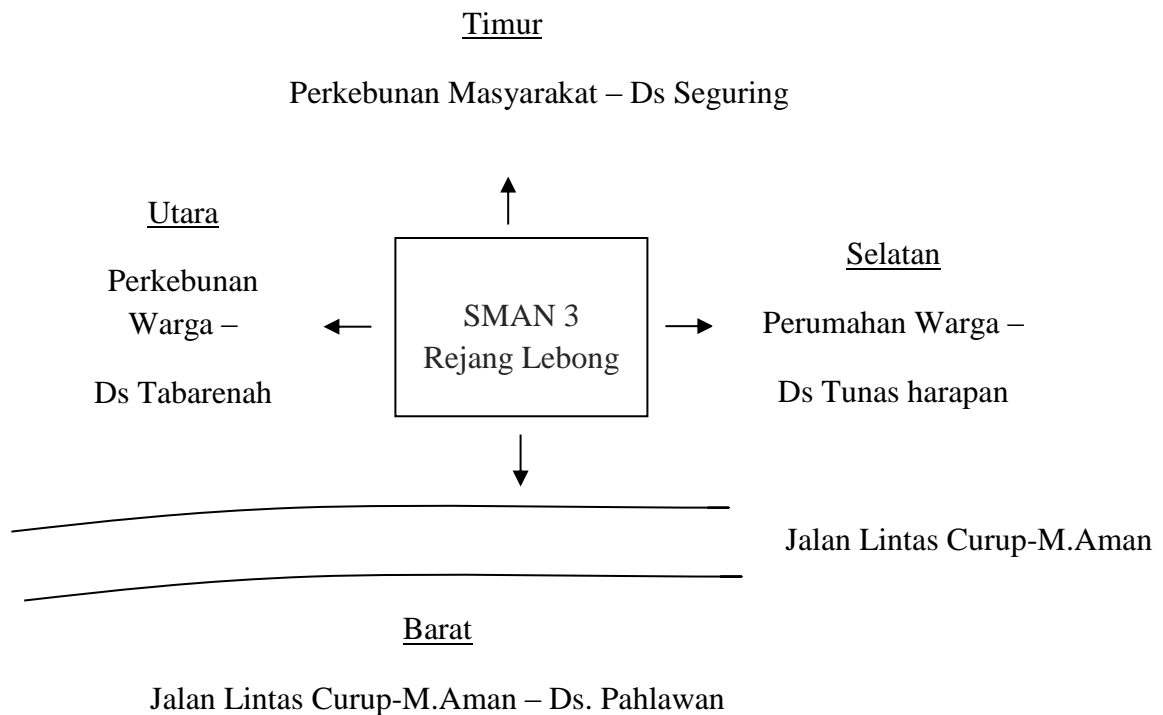 Timur
Perkebunan Masyarakat – Ds Seguring
Utara
Perkebunan
Warga –
Ds Tabarenah
SMAN 3
Rejang Lebong
Selatan
Perumahan Warga –
Ds Tunas harapan
Jalan Lintas Curup-M.Aman
Barat
Jalan Lintas Curup-M.Aman – Ds. Pahlawan